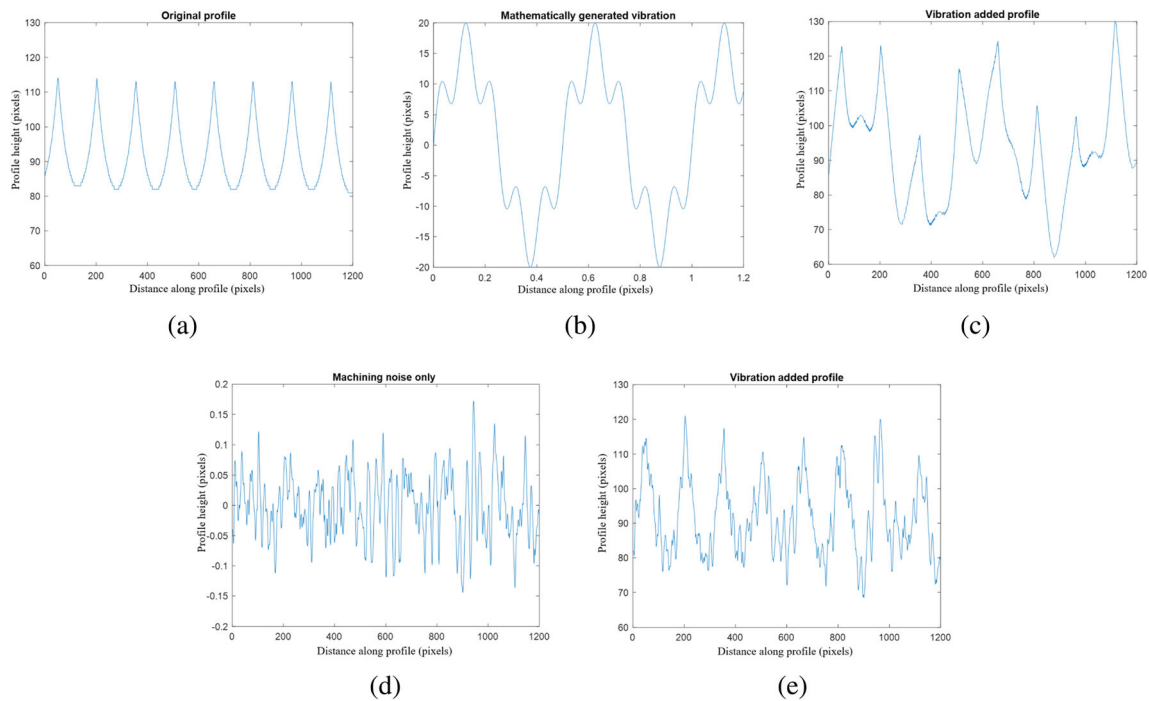 Original profile
130
120
110
100
90
80
70
60
0 200 400 600 800 1000 1200
Profile height (pixels)
Distance along profile (pixels)
(a)
Mathematically generated vibration
20
15
10
5
0
-5
-10
-15
-20
0 0.2 0.4 0.6 0.8 1 1.2
Profile height (pixels)
Distance along profile (pixels)
(b)
Vibration added profile
130
120
110
100
90
80
70
60
0 200 400 600 800 1000 1200
Profile height (pixels)
Distance along profile (pixels)
(c)
Machining noise only
0.2
0.15
0.1
0.05
0
-0.05
-0.1
-0.15
-0.2
0 200 400 600 800 1000 1200
Profile height (pixels)
Distance along profile (pixels)
(d)
Vibration added profile
130
120
110
100
90
80
70
60
0 200 400 600 800 1000 1200
Profile height (pixels)
Distance along profile (pixels)
(e)